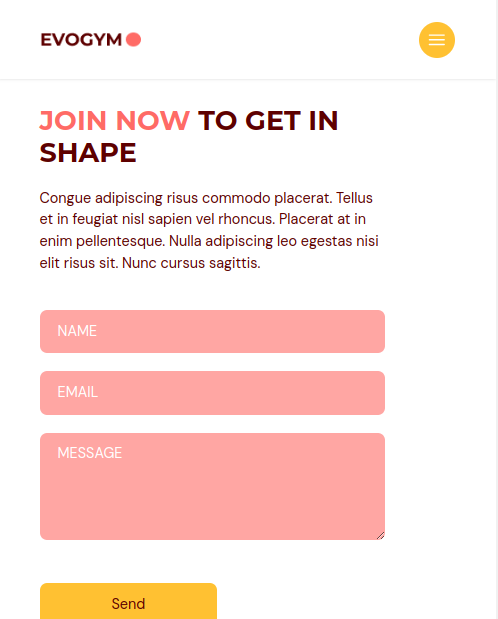 EVOGYM
JOIN NOW TO GET IN
SHAPE
Congue adipiscing risus commodo placerat. Tellus
et in feugiat nisl sapien vel rhoncus. Placerat at in
enim pellentesque. Nulla adipiscing leo egestas nisi
elit risus sit. Nunc cursus sagittis.
NAME
EMAIL
MESSAGE
Send